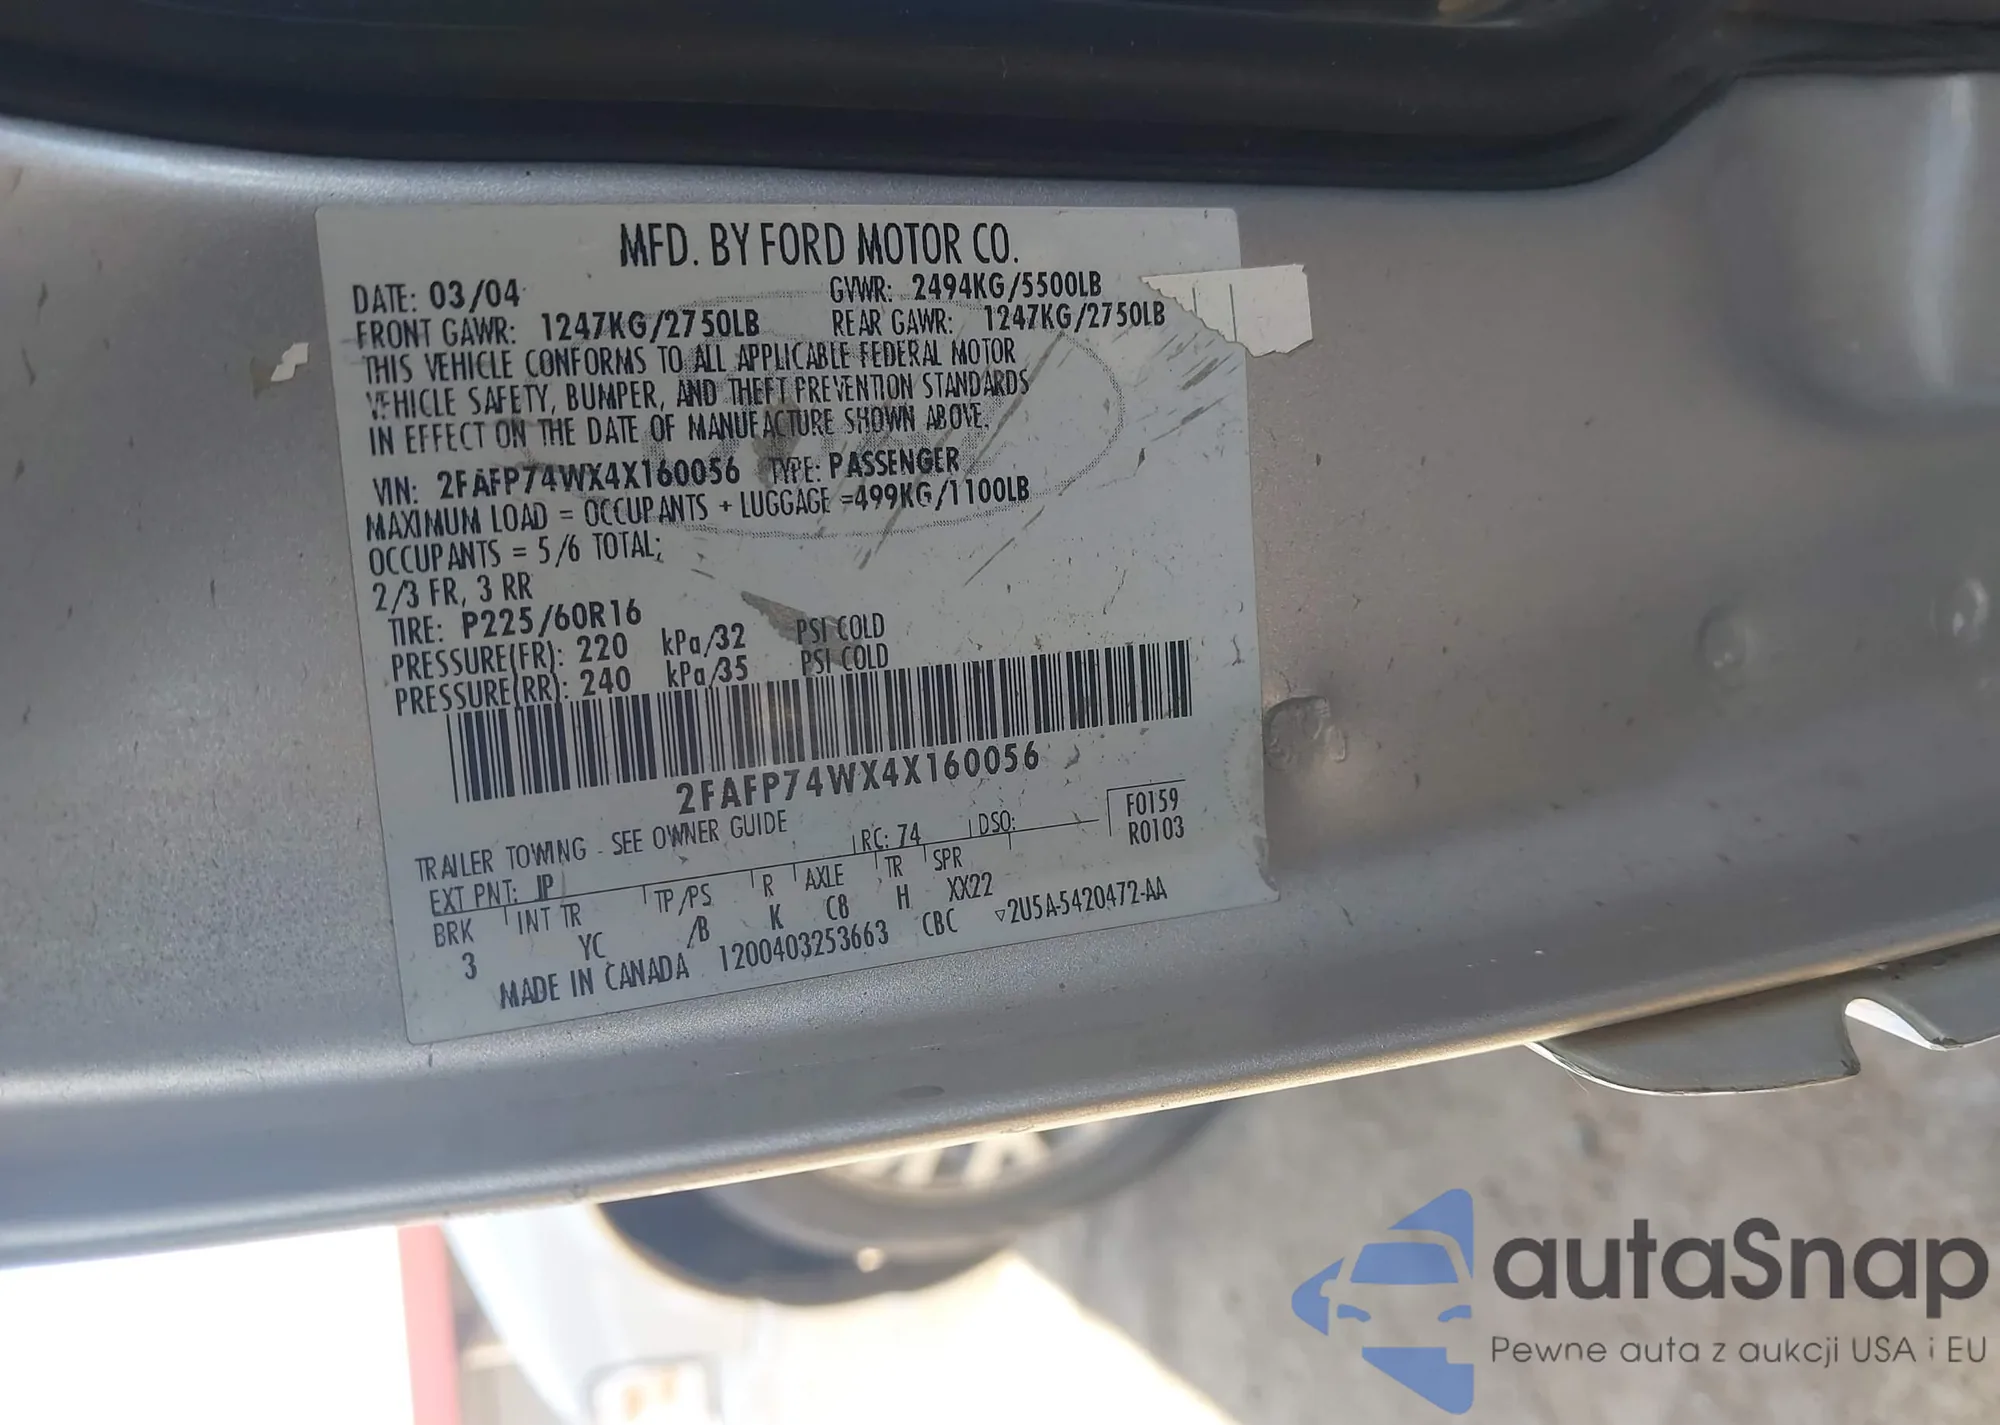 MFD. BY FORD MOTOR CO.
DATE: 03/04 GVWR: 2494KG/5500LB
FRONT GAWR: 1247KG/2750LB REAR GAWR: 1247KG/2750LB
THIS VEHICLE CONFORMS TO ALL APPLICABLE FEDERAL MOTOR
VEHICLE SAFETY, BUMPER, AND THEFT PREVENTION STANDARDS
IN EFFECT ON THE DATE OF MANUFACTURE SHOWN ABOVE.
VIN: 2FAFP74WX4X160056 TYPE: PASSENGER
MAXIMUM LOAD = OCCUPANTS + LUGGAGE =499KG/1100LB
OCCUPANTS = 5/6 TOTAL;
2/3 FR, 3 RR
TIRE: P225/60R16
PRESSURE(FR): 220 kPa/32 PSI COLD
PRESSURE(RR): 240 kPa/35 PSI COLD
2FAFP74WX4X160056
TRAILER TOWING - SEE OWNER GUIDE
F0159
EXT PNT: JP RC: 74 DSO: R0103
BRK INT TR TP/PS R AXLE TR SPR
3 YC /B K C8 H XX22
MADE IN CANADA 1200403253663 CBC ▽2U5A-5420472-AA
autaSnap
Pewne auta z aukcji USA i EU